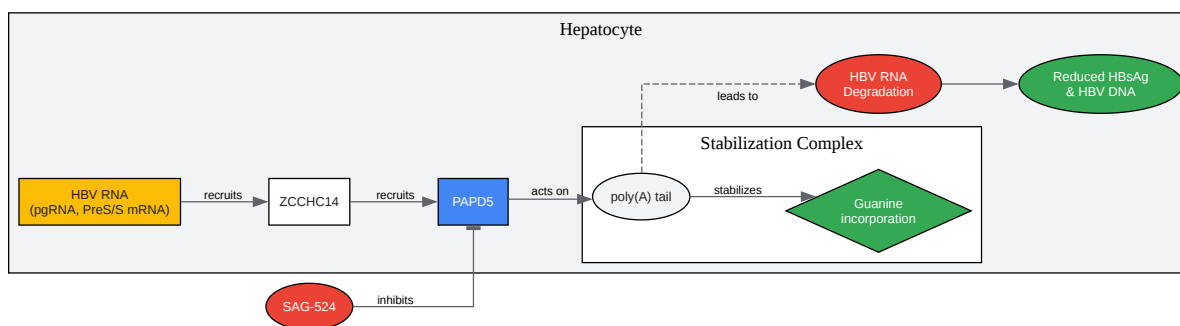 Hepatocyte
HBV RNA
Degradation
Reduced HBsAg
& HBV DNA
leads to
Stabilization Complex
HBV RNA
(pgRNA, PreS/S mRNA)
recruits
ZCCHC14
recruits
PAPD5
acts on
poly(A) tail
stabilizes
Guanine
incorporation
SAG-524
inhibits